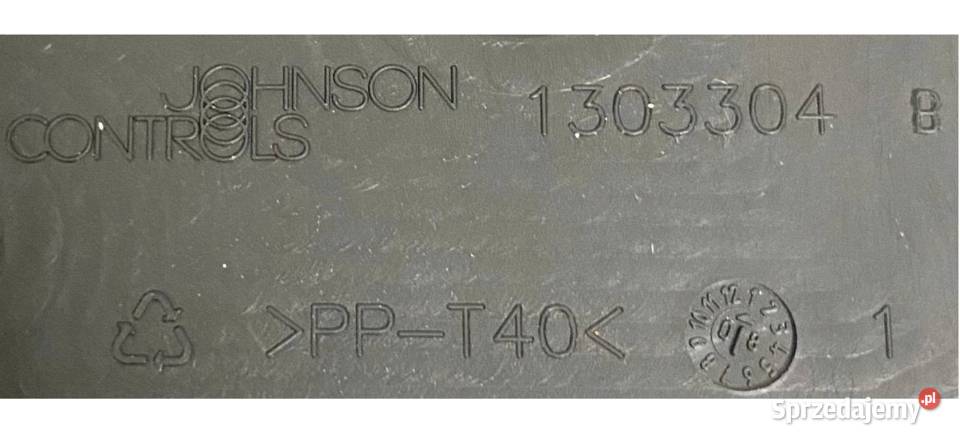 JOHNSON
CONTROLS
1303304 B
>PP-T40<
1
Sprzedajemy.pl